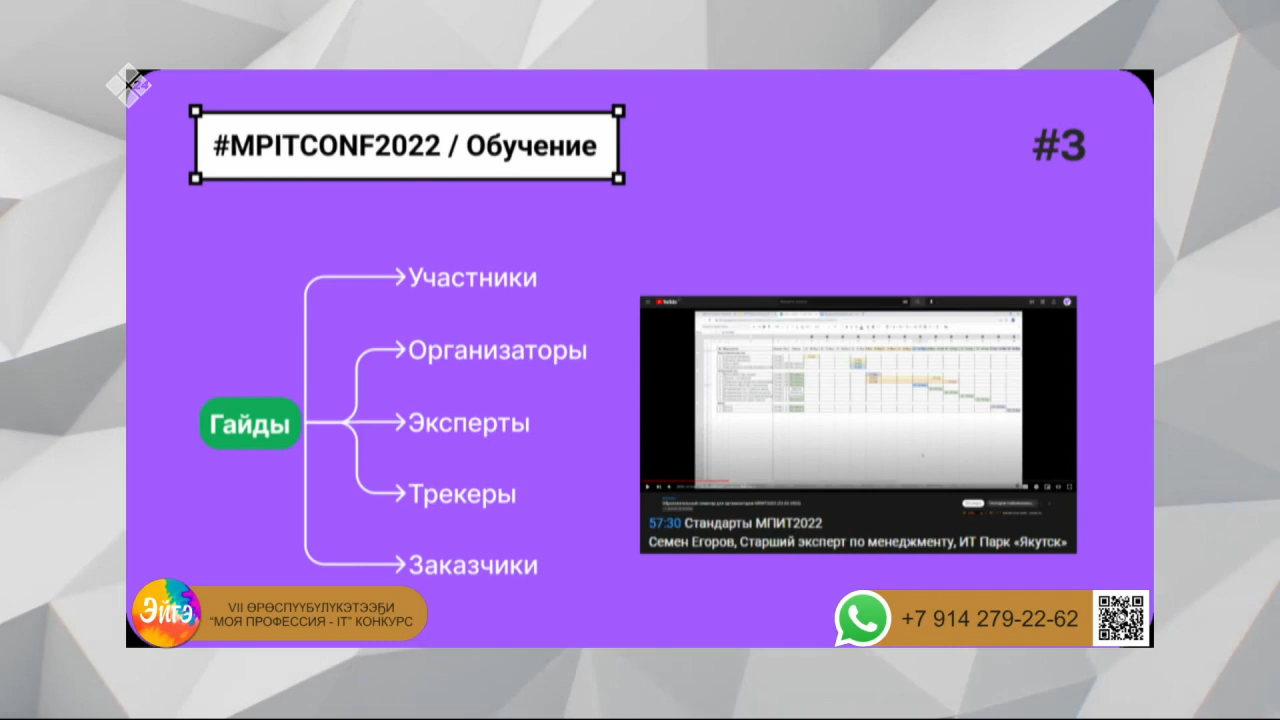 #MPITCONF2022 / Обучение
#3
Участники
Организаторы
Гайды
Эксперты
Трекеры
Заказчики
YouTube
57:30 Стандарты МПИТ2022
Семен Егоров, Старший эксперт по менеджменту, ИТ Парк «Якутск»
Эйгэ
VII ӨРӨСПҮҮБҮЛҮКЭТЭЭҔИ
"МОЯ ПРОФЕССИЯ - IT" КОНКУРС
+7 914 279-22-62